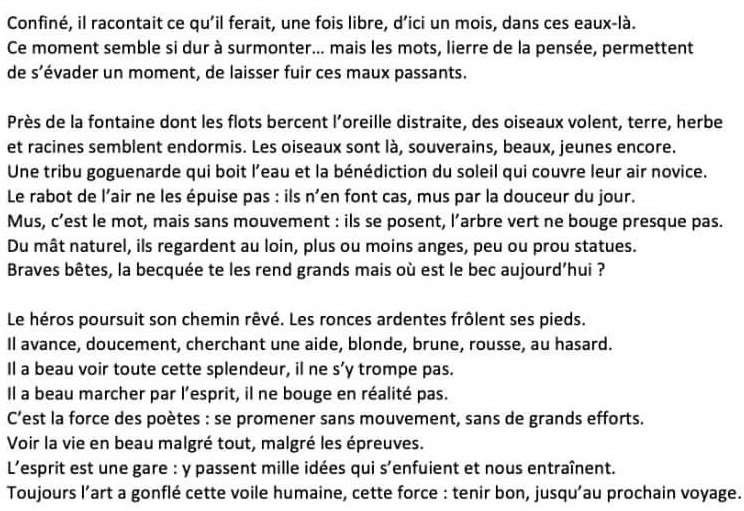 Confiné, il racontait ce qu’il ferait, une fois libre, d’ici un mois, dans ces eaux-là.
Ce moment semble si dur à surmonter... mais les mots, lierre de la pensée, permettent
de s’évader un moment, de laisser fuir ces maux passants.
Près de la fontaine dont les flots bercent l’oreille distraite, des oiseaux volent, terre, herbe
et racines semblent endormis. Les oiseaux sont là, souverains, beaux, jeunes encore.
Une tribu goguenarde qui boit l’eau et la bénédiction du soleil qui couvre leur air novice.
Le rabot de l’air ne les épuise pas : ils n’en font cas, mus par la douceur du jour.
Mus, c’est le mot, mais sans mouvement : ils se posent, l’arbre vert ne bouge presque pas.
Du mât naturel, ils regardent au loin, plus ou moins anges, peu ou prou statues.
Braves bêtes, la becquée te les rend grands mais où est le bec aujourd’hui ?
Le héros poursuit son chemin rêvé. Les ronces ardentes frôlent ses pieds.
Il avance, doucement, cherchant une aide, blonde, brune, rousse, au hasard.
Il a beau voir toute cette splendeur, il ne s’y trompe pas.
Il a beau marcher par l’esprit, il ne bouge en réalité pas.
C’est la force des poètes : se promener sans mouvement, sans de grands efforts.
Voir la vie en beau malgré tout, malgré les épreuves.
L’esprit est une gare : y passent mille idées qui s’enfuient et nous entraînent.
Toujours l’art a gonflé cette voile humaine, cette force : tenir bon, jusqu’au prochain voyage.